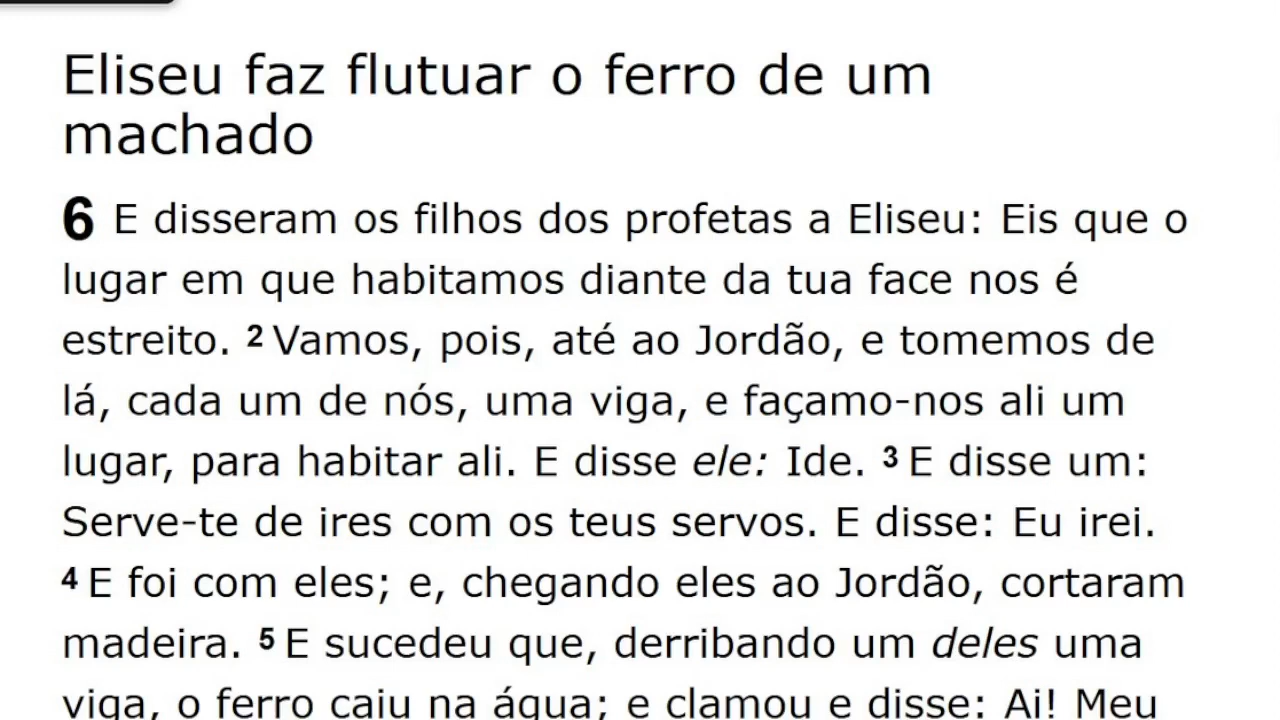 Eliseu faz flutuar o ferro de um
machado
6 E disseram os filhos dos profetas a Eliseu: Eis que o
lugar em que habitamos diante da tua face nos é
estreito. 2 Vamos, pois, até ao Jordão, e tomemos de
lá, cada um de nós, uma viga, e façamo-nos ali um
lugar, para habitar ali. E disse ele: Ide. 3 E disse um:
Serve-te de ires com os teus servos. E disse: Eu irei.
4 E foi com eles; e, chegando eles ao Jordão, cortaram
madeira. 5 E sucedeu que, derribando um deles uma
viga, o ferro caiu na água; e clamou e disse: Ai! Meu